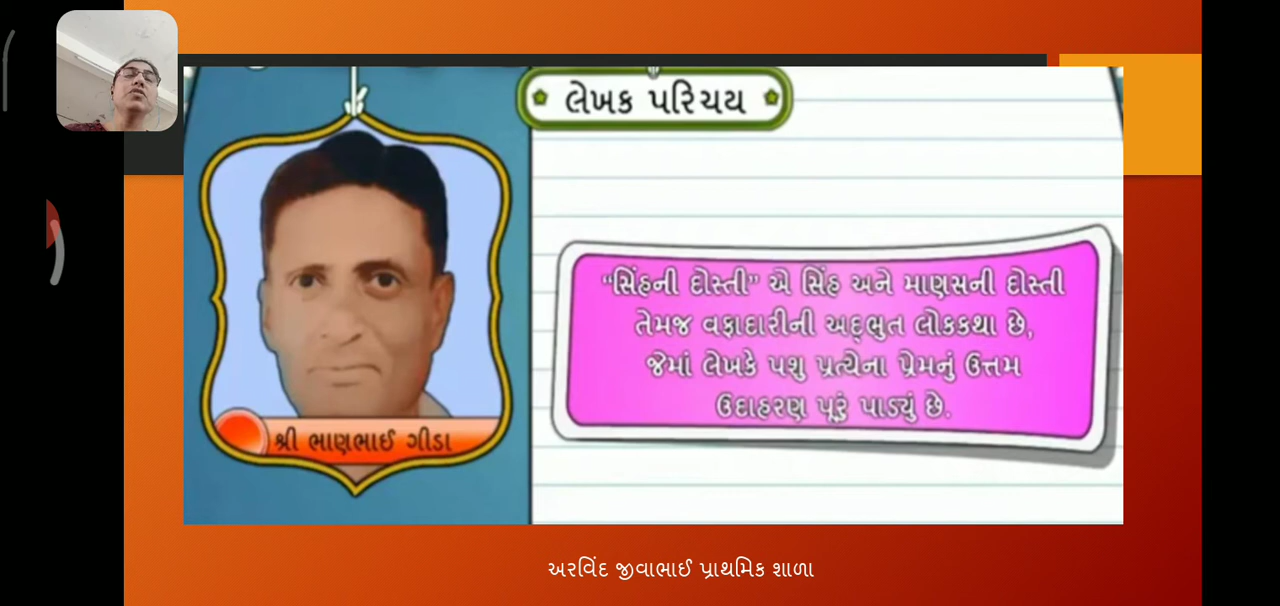 લેખક પરિચય
“સિંહની દોસ્તી” એ સિંહ અને માણસની દોસ્તી
તેમજ વફાદારીની અદ્ભુત લોકકથા છે,
જેમાં લેખકે પશુ પ્રત્યેના પ્રેમનું ઉત્તમ
ઉદાહરણ પૂરું પાડ્યું છે.
શ્રી ભાણભાઈ ગીડા
અરવિંદ જીવાભાઈ પ્રાથમિક શાળા